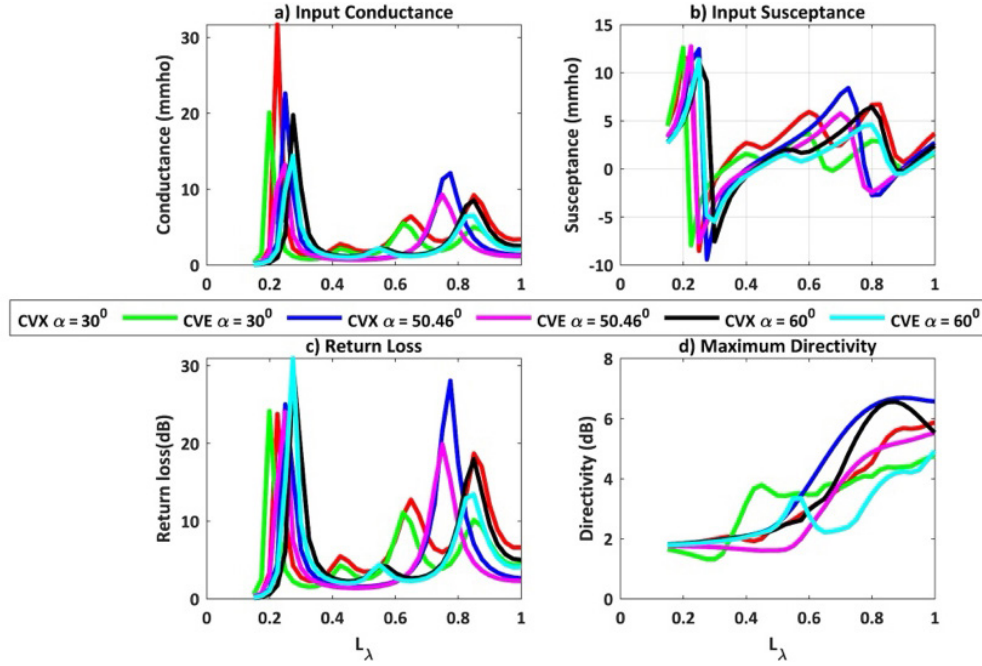 a) Input Conductance
b) Input Susceptance
Conductance (mmho)
30
20
10
0
0 0.2 0.4 0.6 0.8 1
Susceptance (mmho)
15
10
5
0
-5
-10
0 0.2 0.4 0.6 0.8 1
CVX α = 30⁰ CVE α = 30⁰ CVX α = 50.46⁰ CVE α = 50.46⁰ CVX α = 60⁰ CVE α = 60⁰
c) Return Loss
d) Maximum Directivity
Return loss(dB)
30
20
10
0
0 0.2 0.4 0.6 0.8 1
L_λ
Directivity (dB)
8
6
4
2
0
0 0.2 0.4 0.6 0.8 1
L_λ